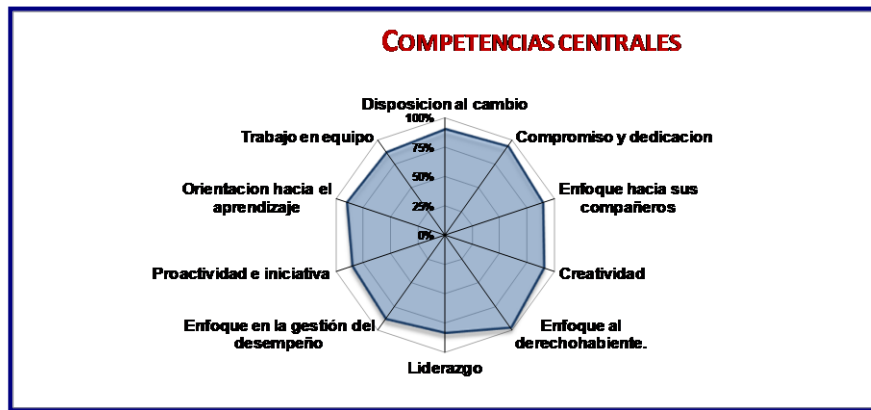 COMPETENCIAS CENTRALES
Disposicion al cambio
100%
Trabajo en equipo
Compromiso y dedicacion
75%
Orientacion hacia el
aprendizaje
50%
Enfoque hacia sus
compañeros
25%
0%
Proactividad e iniciativa
Creatividad
Enfoque en la gestión del
desempeño
Enfoque al
derechohabiente.
Liderazgo